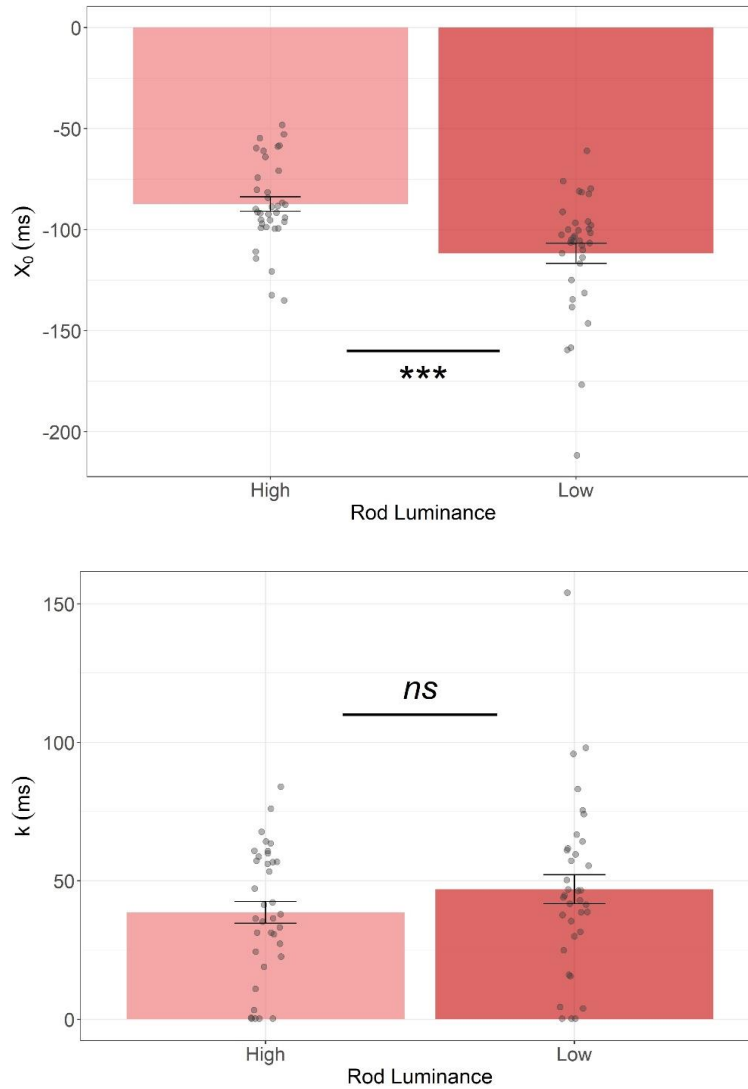 0
-50
-100
-150
-200
X₀ (ms)
***
High Low
Rod Luminance
150
100
50
0
k (ms)
ns
High Low
Rod Luminance